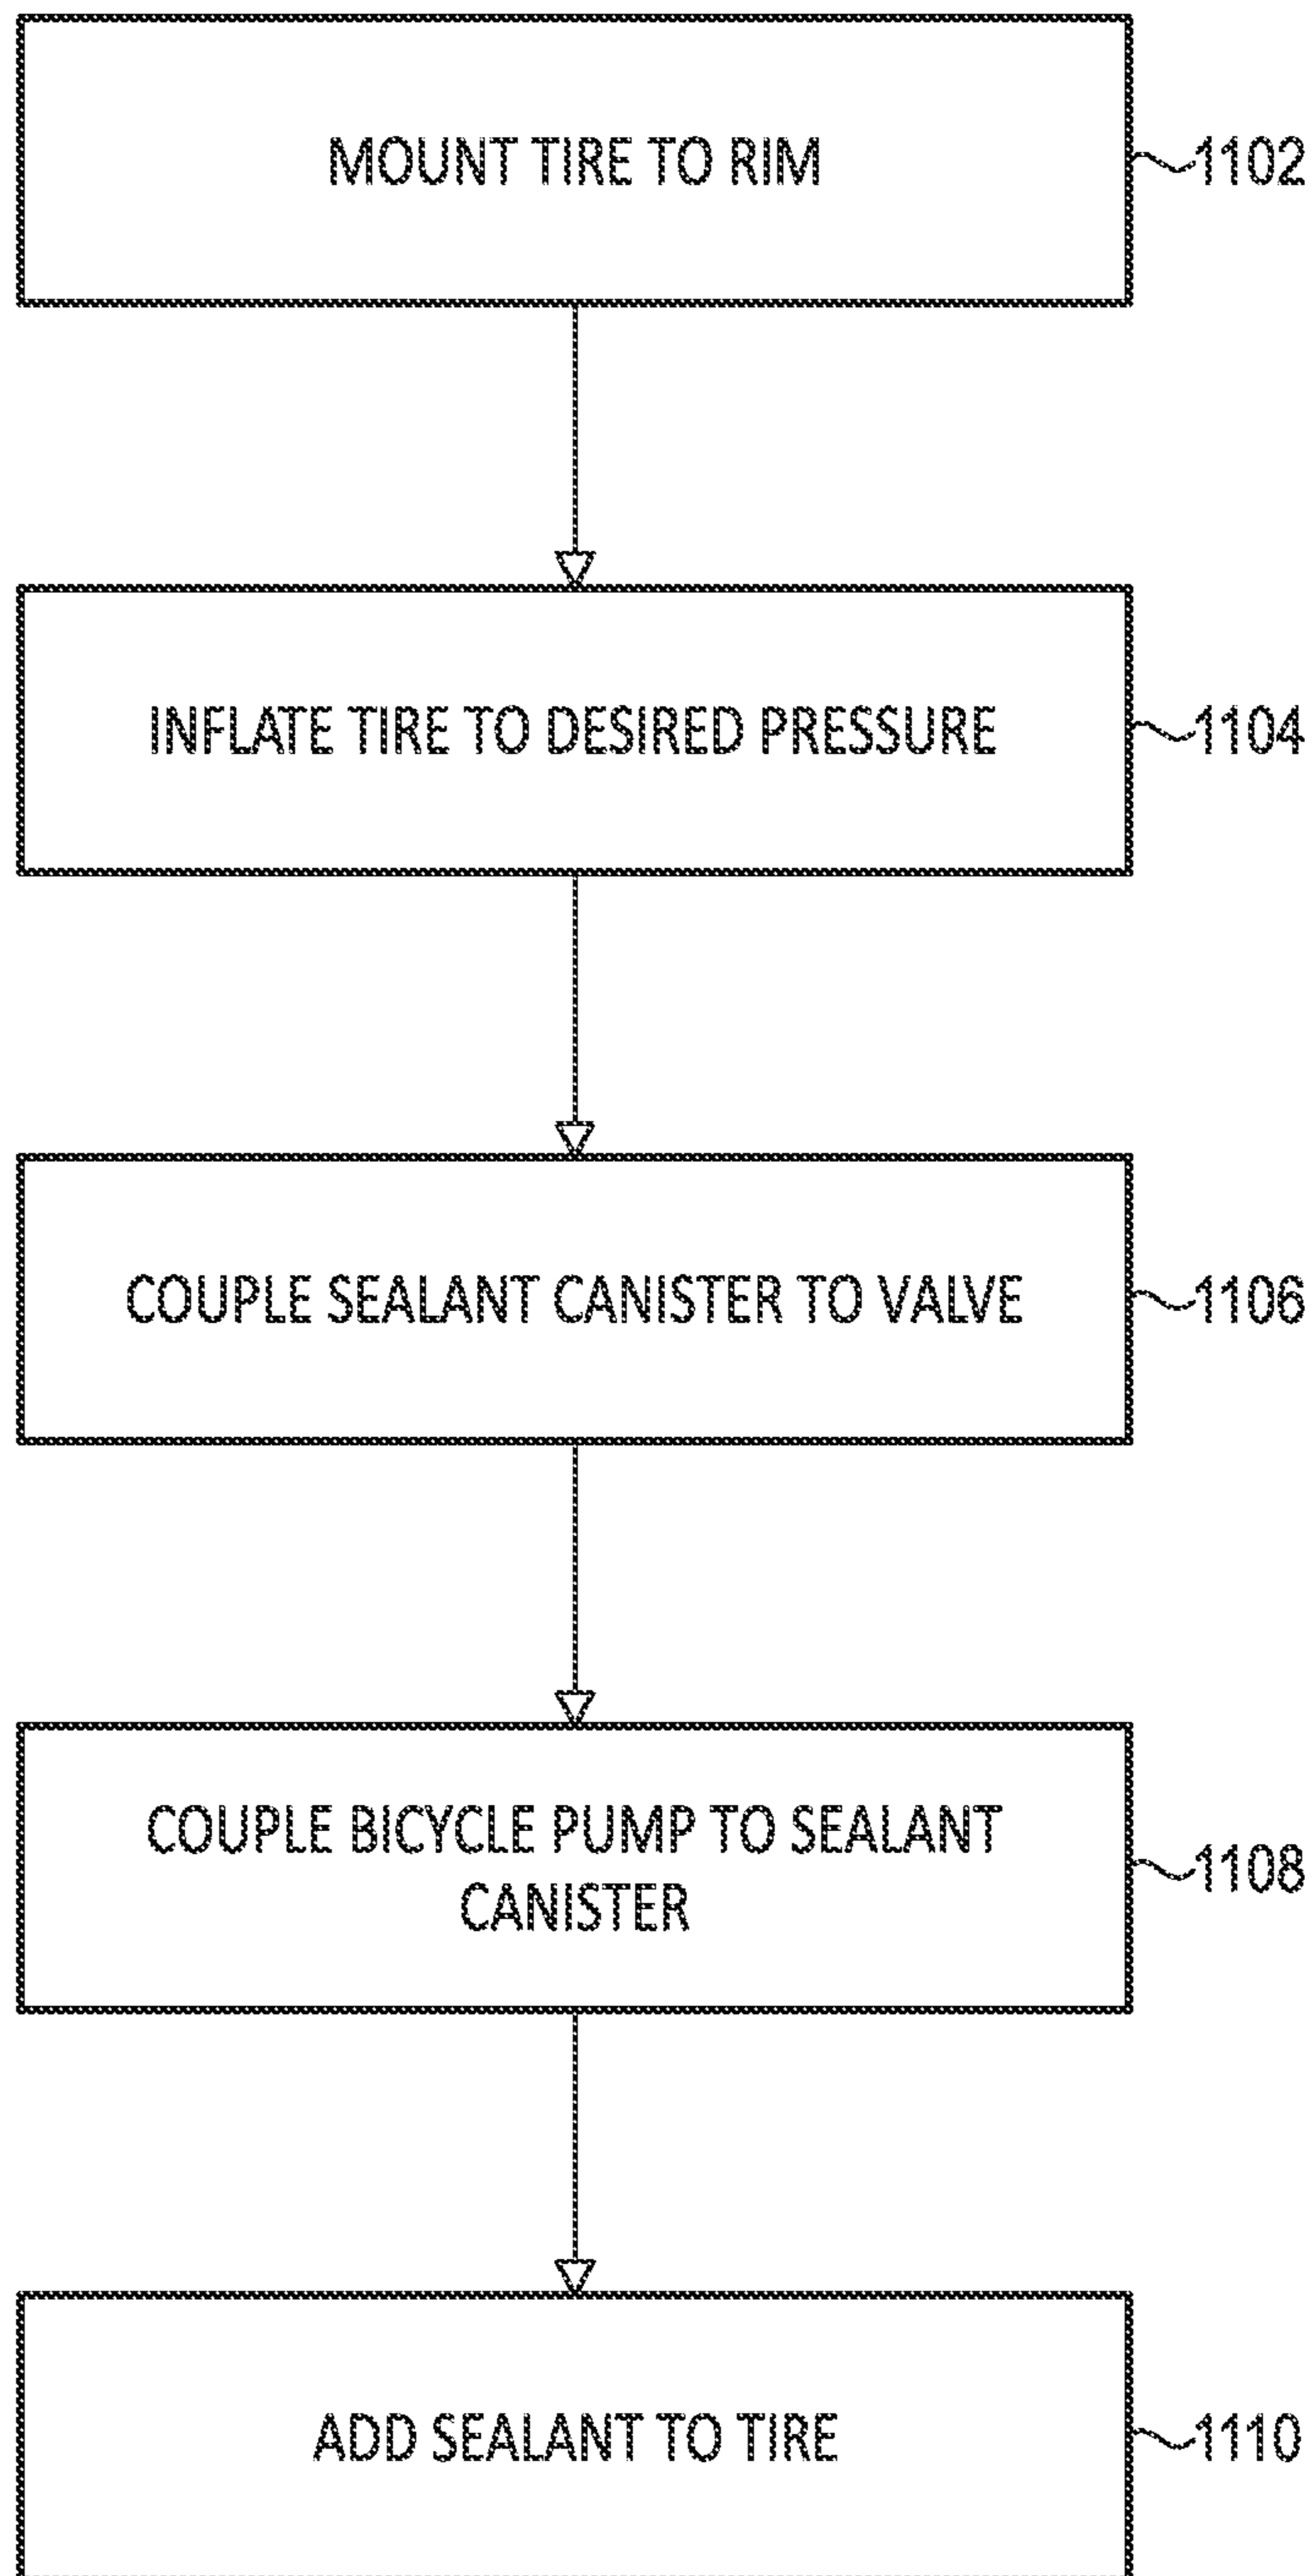 MOUNT TIRE TO RIM
1102
INFLATE TIRE TO DESIRED PRESSURE
1104
COUPLE SEALANT CANISTER TO VALVE
1106
COUPLE BICYCLE PUMP TO SEALANT
CANISTER
1108
ADD SEALANT TO TIRE
1110